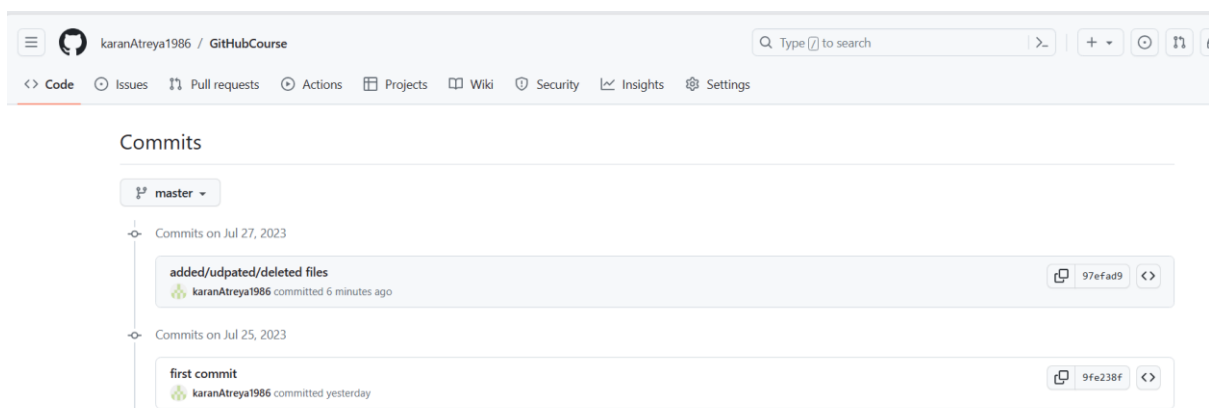 karanAtreya1986 / GitHubCourse Type / to search >_ +
<> Code Issues Pull requests Actions Projects Wiki Security Insights Settings
Commits
master
Commits on Jul 27, 2023
added/udpated/deleted files 97efad9 <>
karanAtreya1986 committed 6 minutes ago
Commits on Jul 25, 2023
first commit 9fe238f <>
karanAtreya1986 committed yesterday